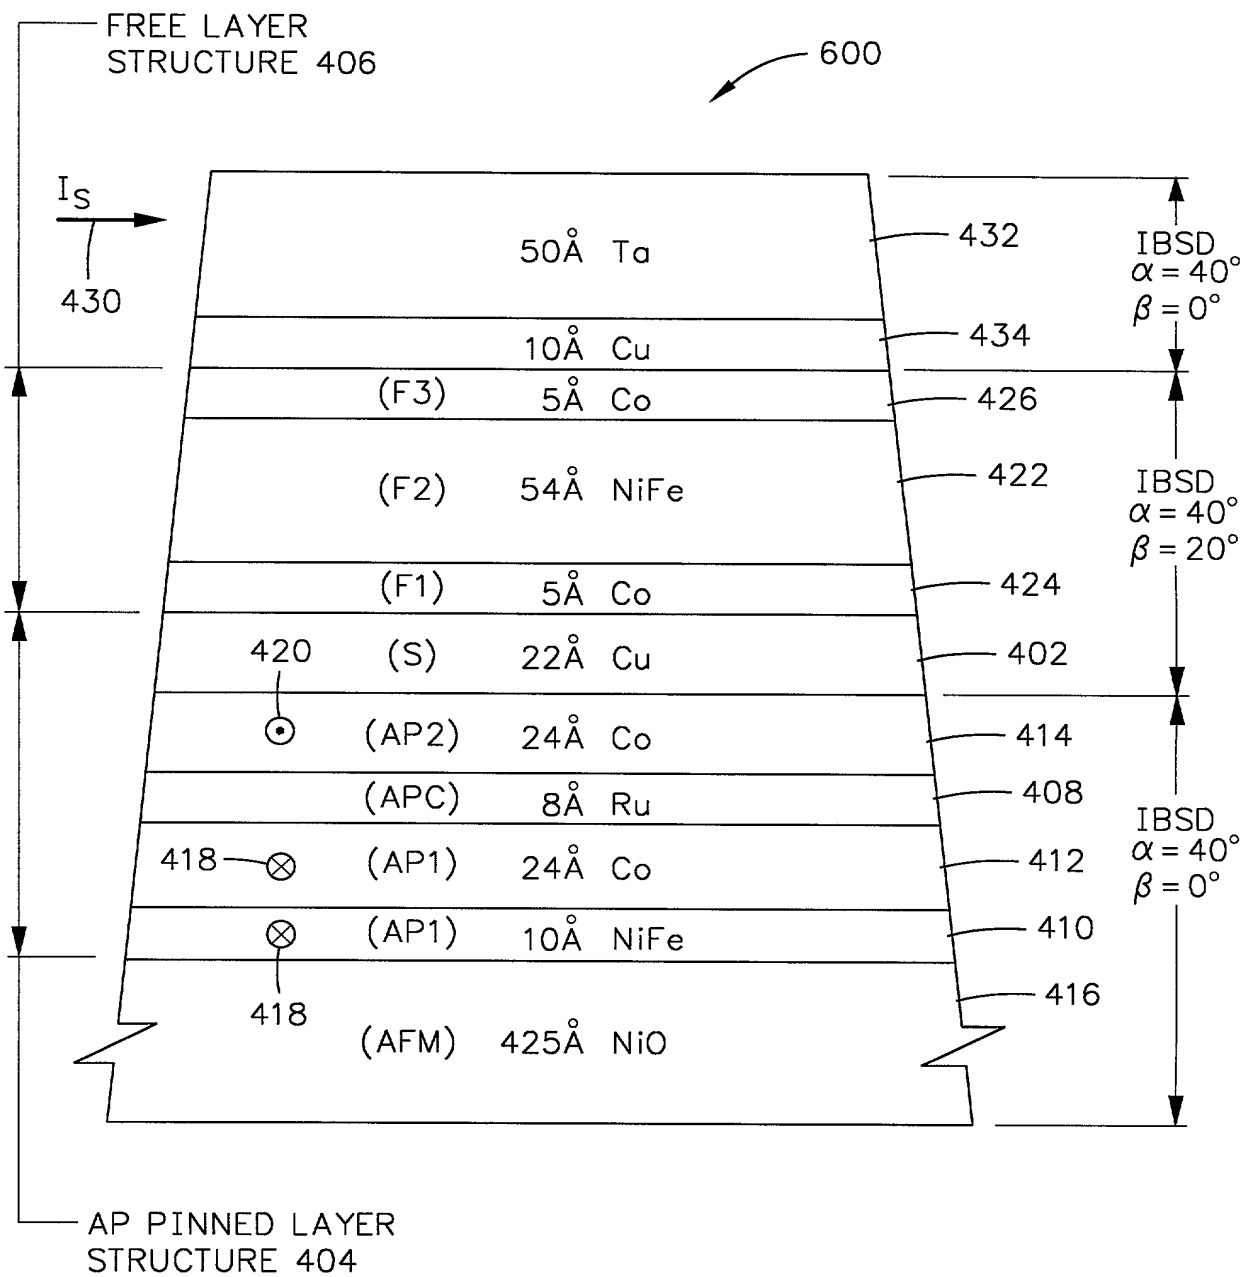 FREE LAYER
STRUCTURE 406
600
I_S
430
50Å Ta
432
IBSD
α = 40°
β = 0°
10Å Cu
434
(F3) 5Å Co
426
(F2) 54Å NiFe
422
IBSD
α = 40°
β = 20°
(F1) 5Å Co
424
420
(S) 22Å Cu
402
(AP2) 24Å Co
414
(APC) 8Å Ru
408
IBSD
α = 40°
β = 0°
418
(AP1) 24Å Co
412
(AP1) 10Å NiFe
410
418
416
(AFM) 425Å NiO
AP PINNED LAYER
STRUCTURE 404